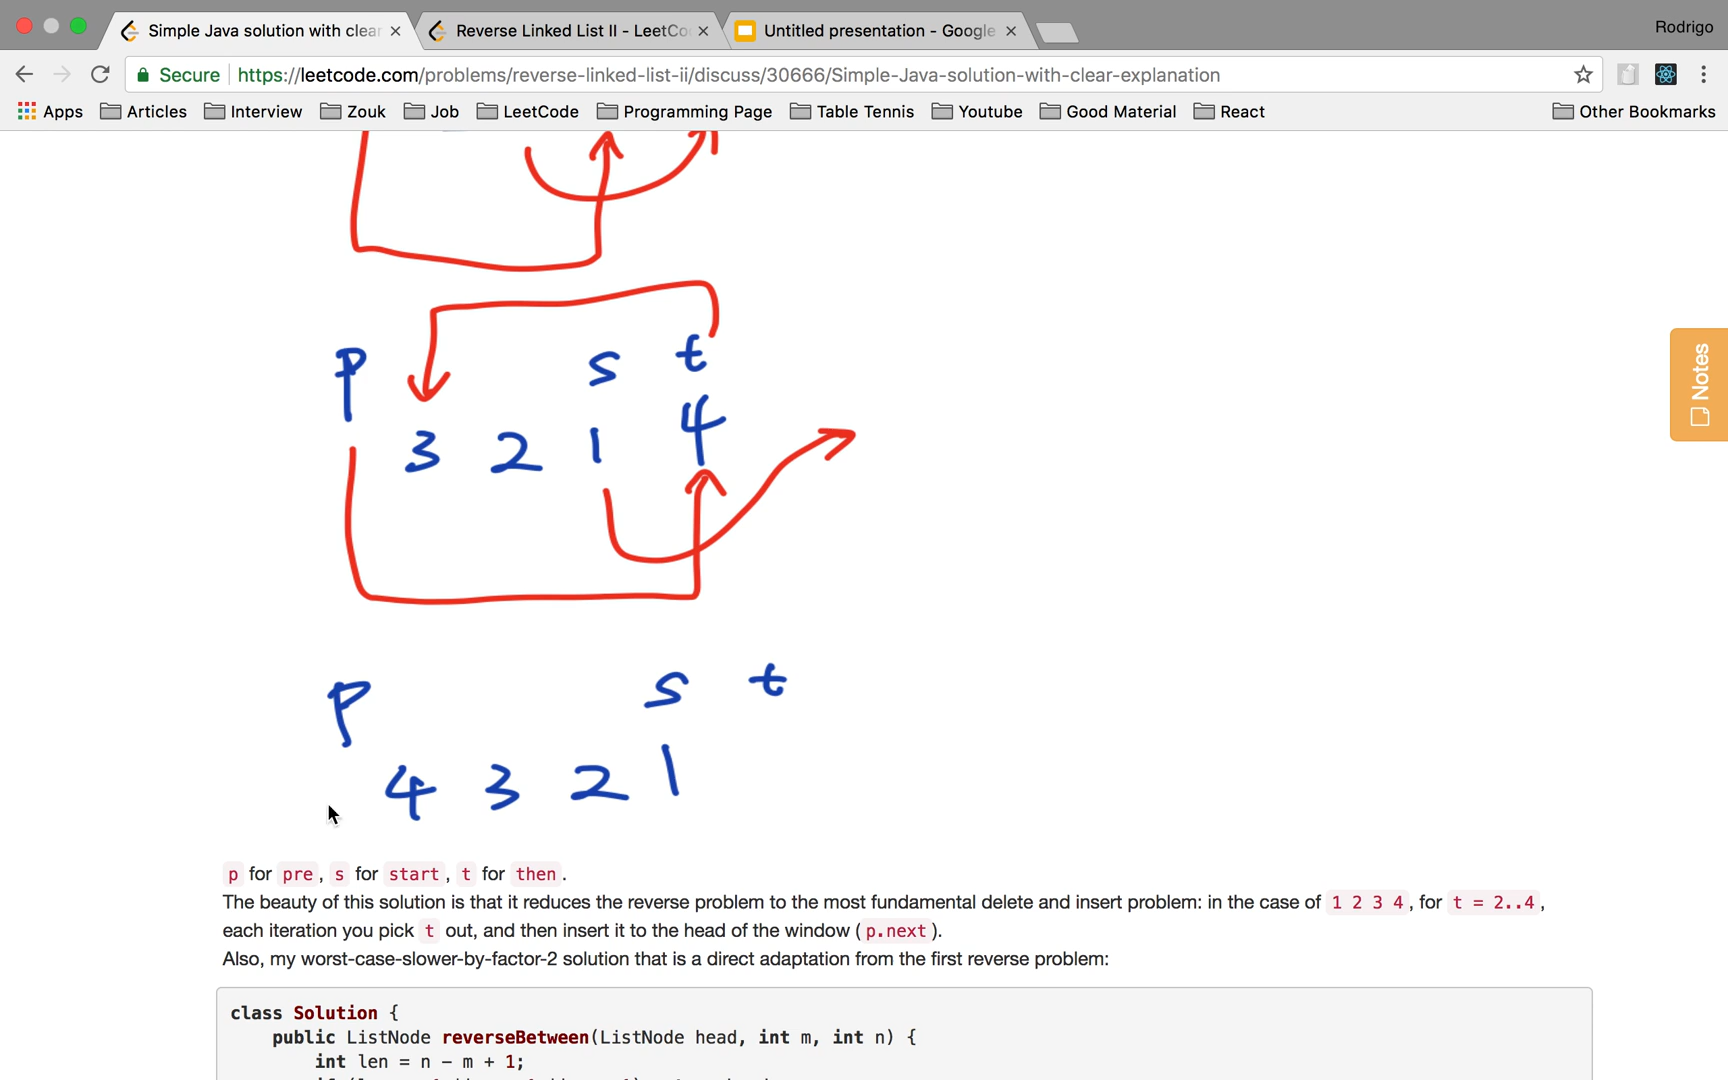 Simple Java solution with clear
Reverse Linked List II - LeetCo
Untitled presentation - Google
Rodrigo
Secure
https://leetcode.com/problems/reverse-linked-list-ii/discuss/30666/Simple-Java-solution-with-clear-explanation
Apps Articles Interview Zouk Job LeetCode Programming Page Table Tennis Youtube Good Material React Other Bookmarks
Notes
p s t
3 2 1 4
p s t
4 3 2 1
p for pre, s for start, t for then.
The beauty of this solution is that it reduces the reverse problem to the most fundamental delete and insert problem: in the case of 1 2 3 4, for t = 2..4,
each iteration you pick t out, and then insert it to the head of the window (p.next).
Also, my worst-case-slower-by-factor-2 solution that is a direct adaptation from the first reverse problem:
class Solution {
public ListNode reverseBetween(ListNode head, int m, int n) {
int len = n - m + 1;